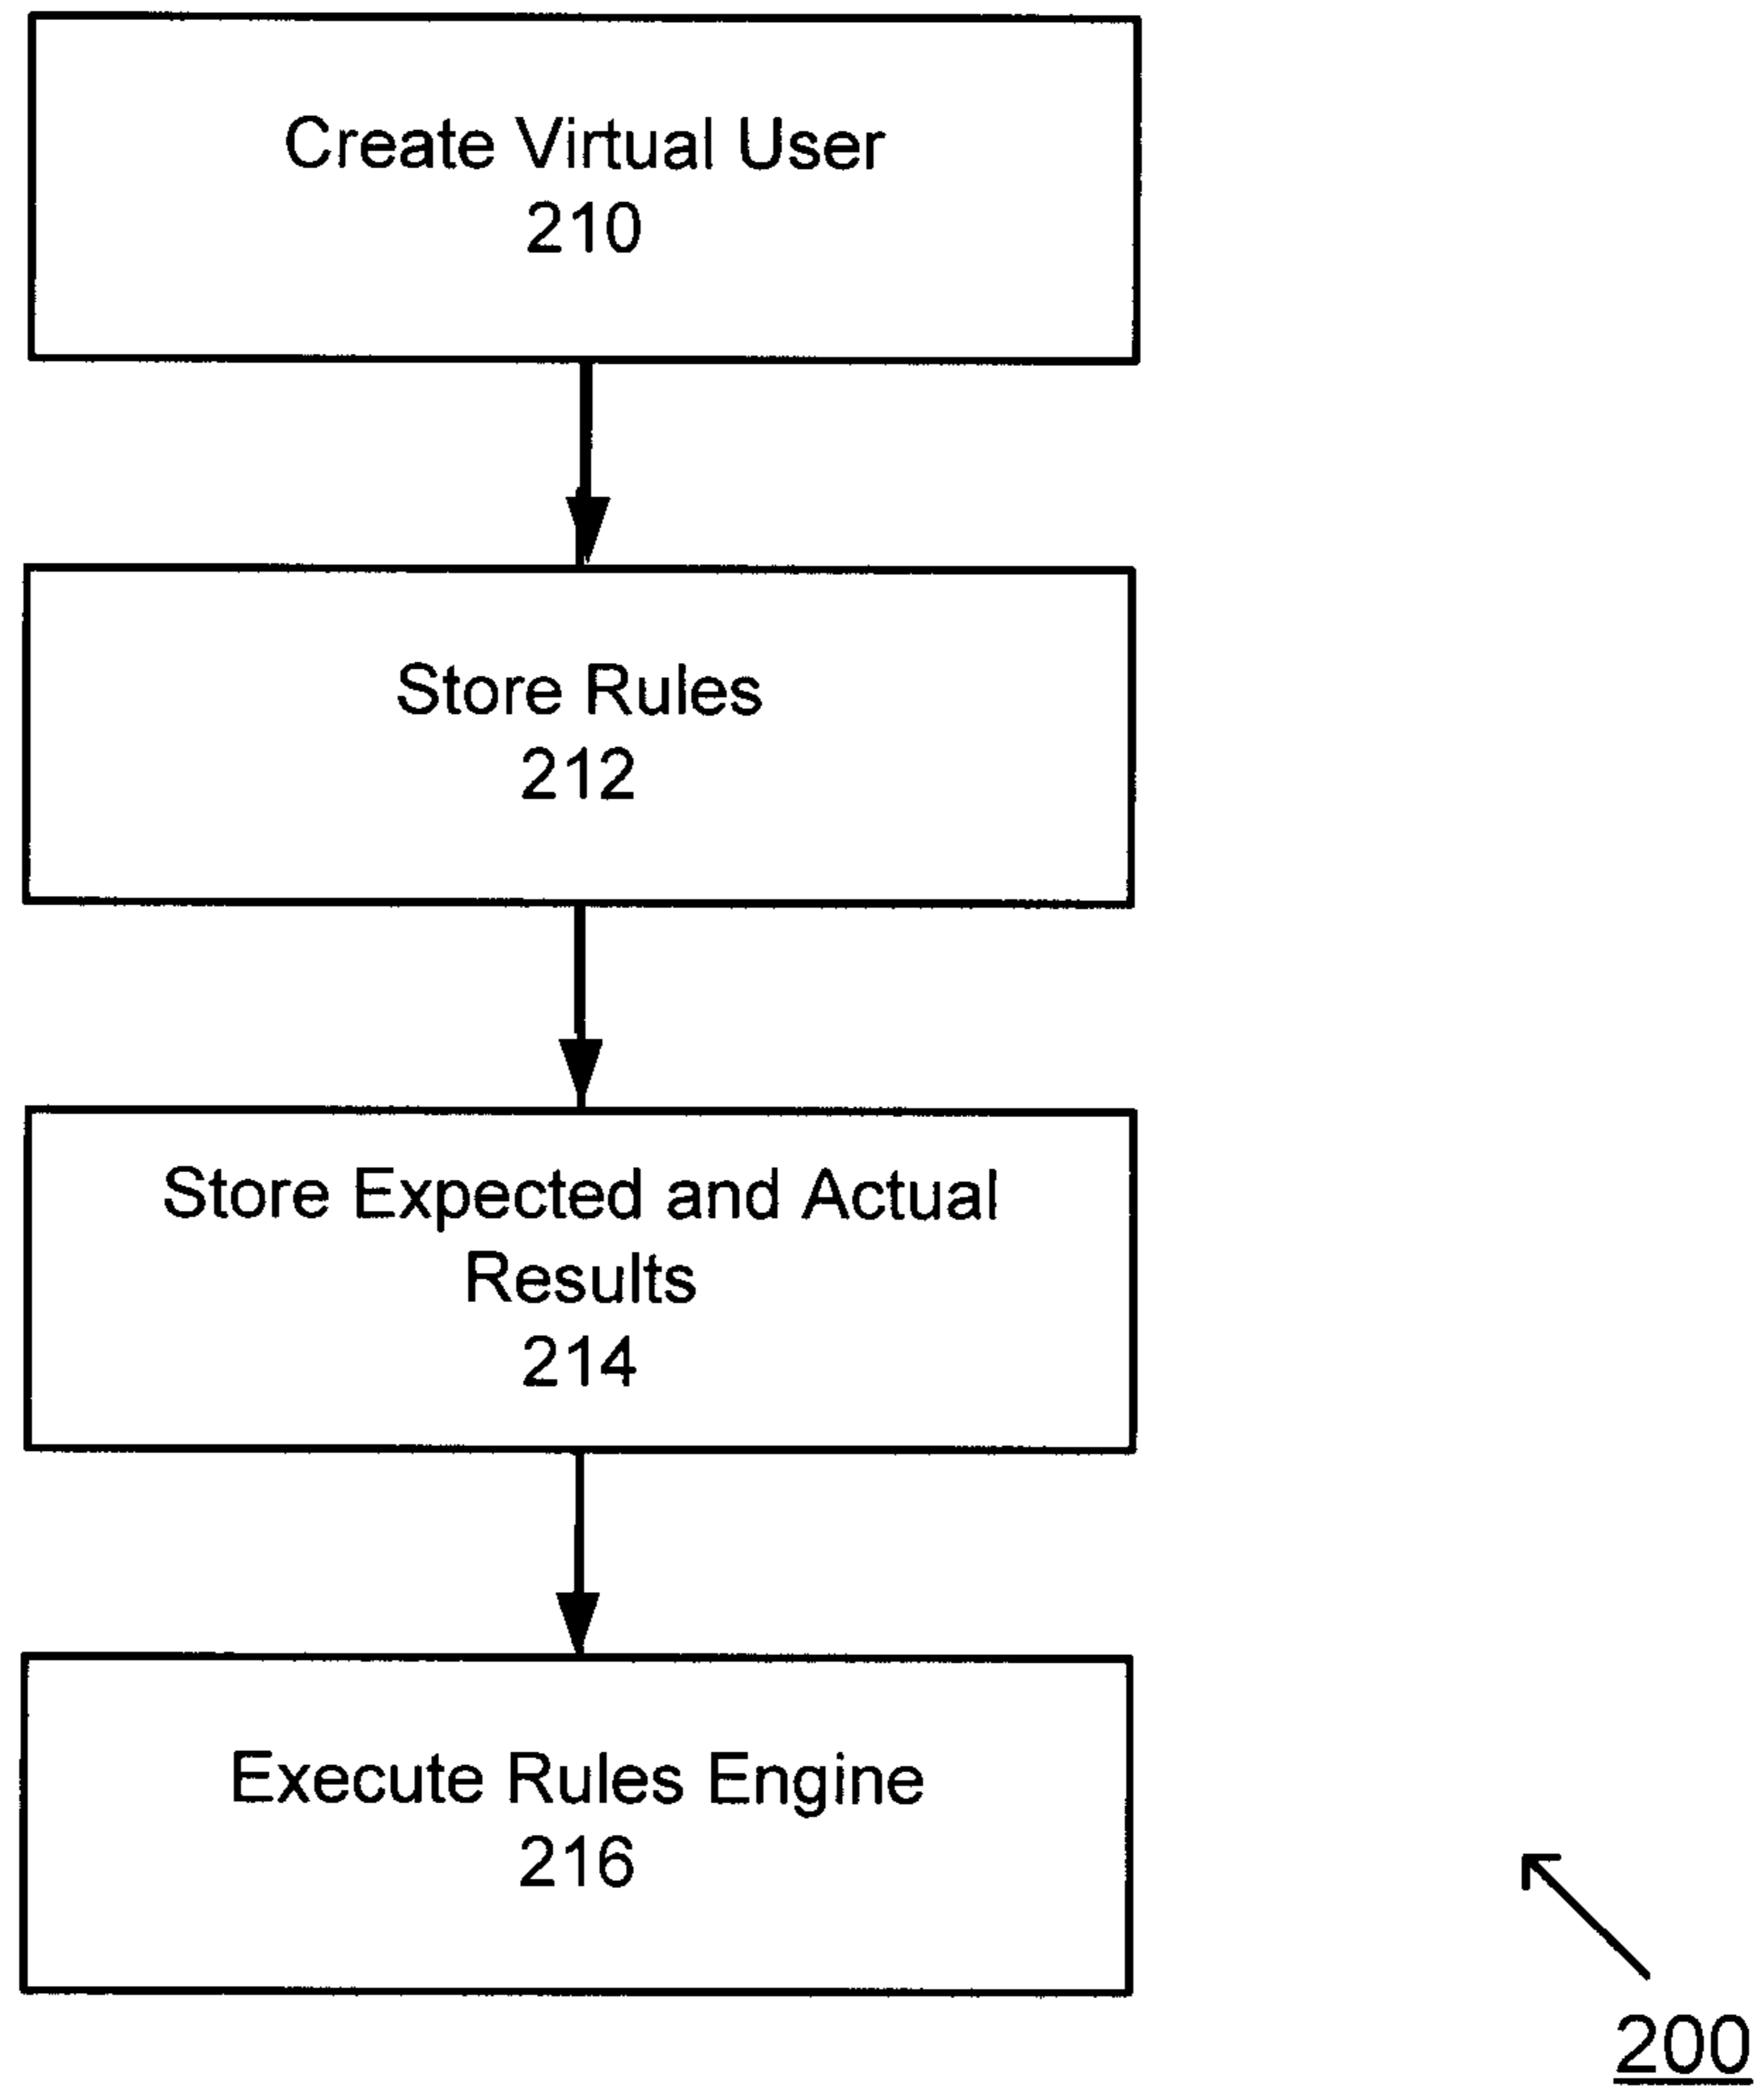 Create Virtual User
210
Store Rules
212
Store Expected and Actual
Results
214
Execute Rules Engine
216
200